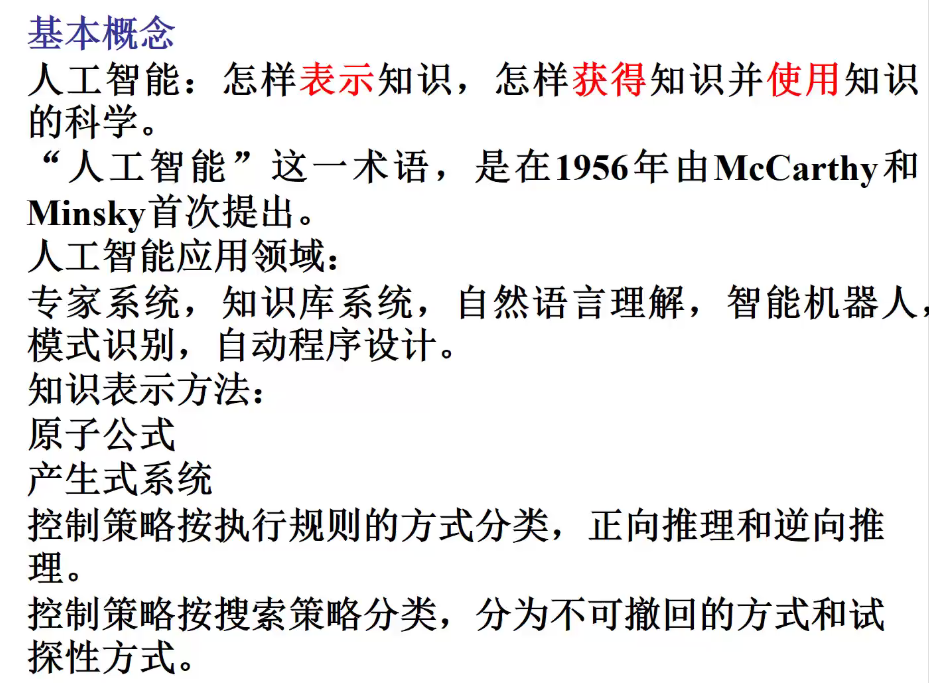 基本概念
人工智能：怎样表示知识，怎样获得知识并使用知识
的科学。
“人工智能”这一术语，是在1956年由McCarthy和
Minsky首次提出。
人工智能应用领域：
专家系统，知识库系统，自然语言理解，智能机器人，
模式识别，自动程序设计。
知识表示方法：
原子公式
产生式系统
控制策略按执行规则的方式分类，正向推理和逆向推
理。
控制策略按搜索策略分类，分为不可撤回的方式和试
探性方式。